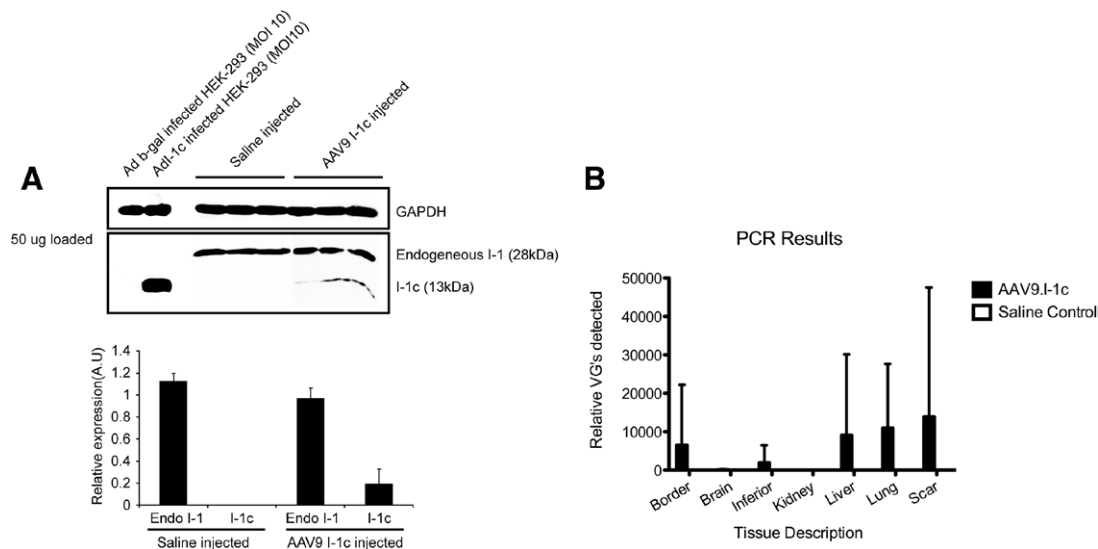 Ad b-gal infected HEK-293 (MOI 10)
AdI-1c infected HEK-293 (MOI10)
Saline injected
AAV9 I-1c injected
A
GAPDH
50 ug loaded
Endogeneous I-1 (28kDa)
I-1c (13kDa)
Relative expression(A.U)
1.4
1.2
1
0.8
0.6
0.4
0.2
0
Endo I-1
I-1c
Endo I-1
I-1c
Saline injected
AAV9 I-1c injected
B
PCR Results
AAV9.I-1c
Saline Control
Relative VG's detected
50000
40000
30000
20000
10000
0
Border
Brain
Inferior
Kidney
Liver
Lung
Scar
Tissue Description